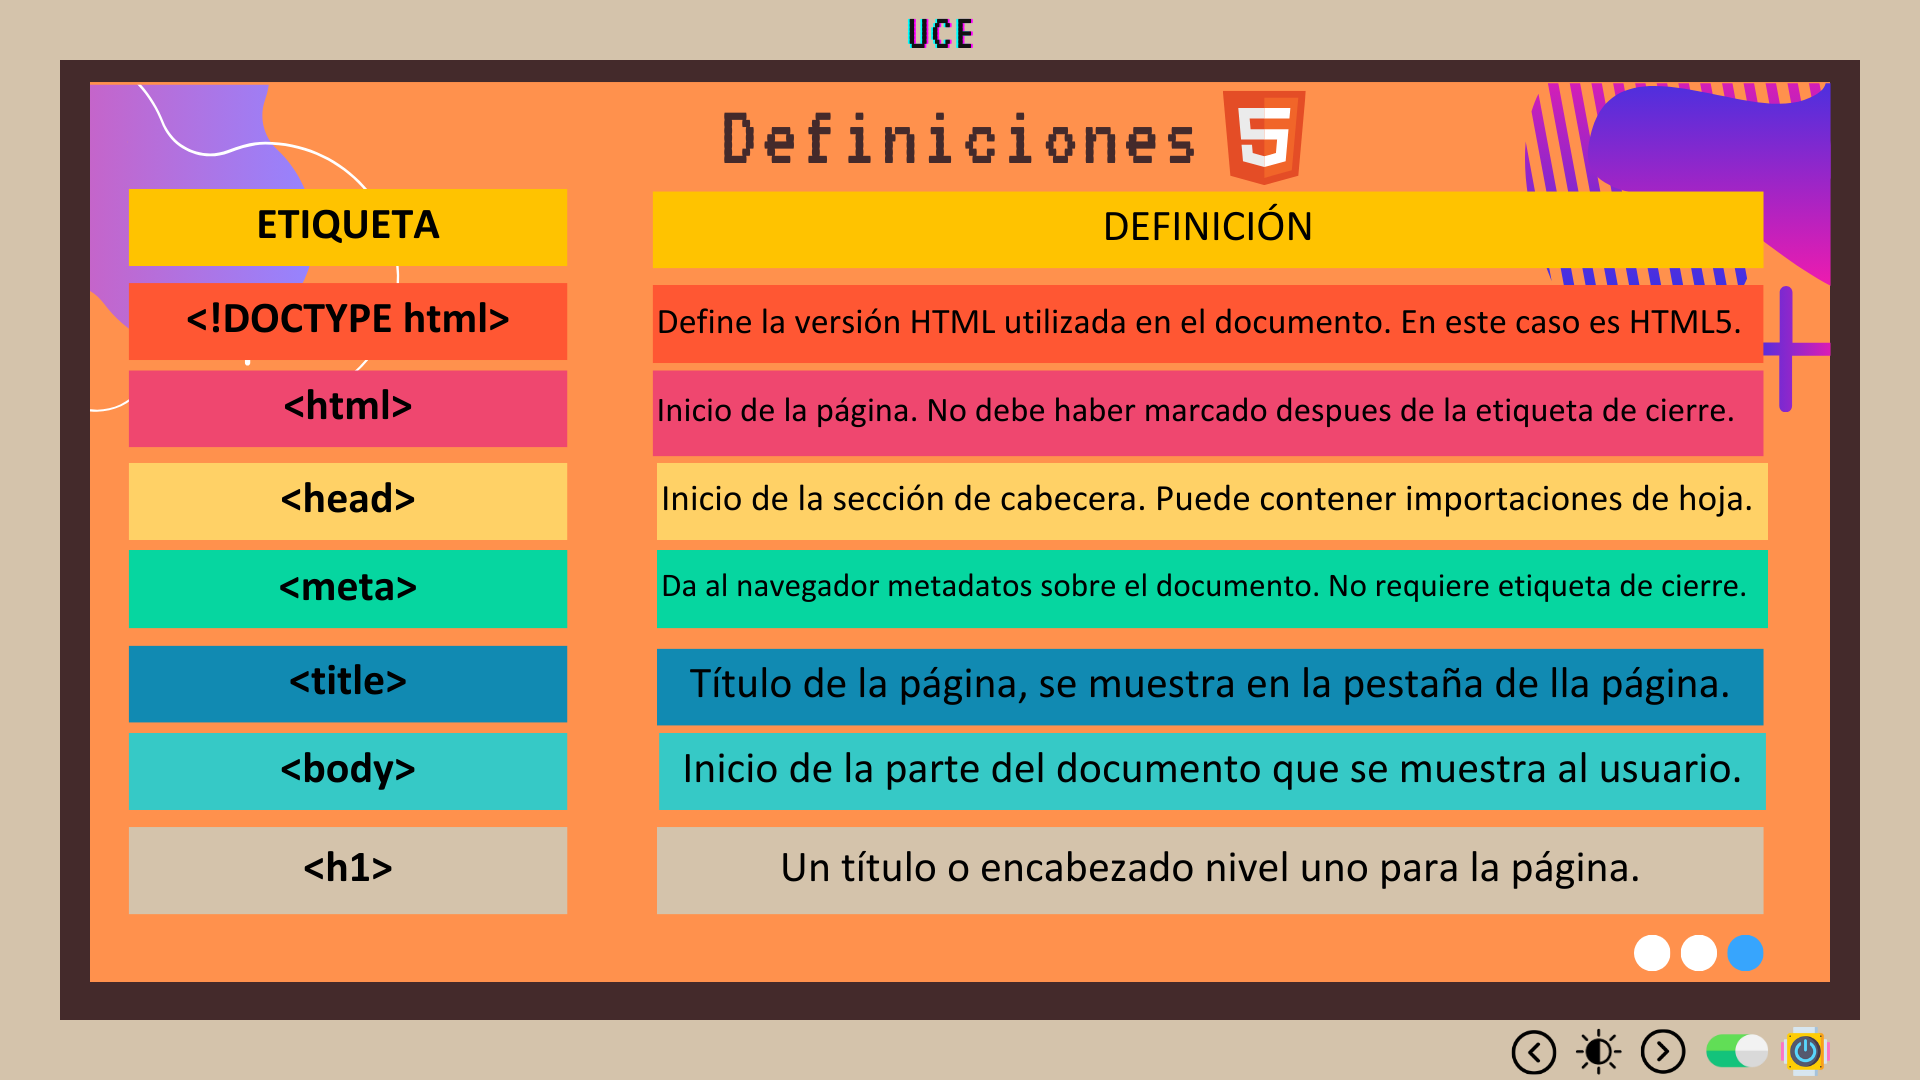 UCE
Definiciones 5
ETIQUETA DEFINICIÓN
<!DOCTYPE html> Define la versión HTML utilizada en el documento. En este caso es HTML5.
<html> Inicio de la página. No debe haber marcado despues de la etiqueta de cierre.
<head> Inicio de la sección de cabecera. Puede contener importaciones de hoja.
<meta> Da al navegador metadatos sobre el documento. No requiere etiqueta de cierre.
<title> Título de la página, se muestra en la pestaña de lla página.
<body> Inicio de la parte del documento que se muestra al usuario.
<h1> Un título o encabezado nivel uno para la página.